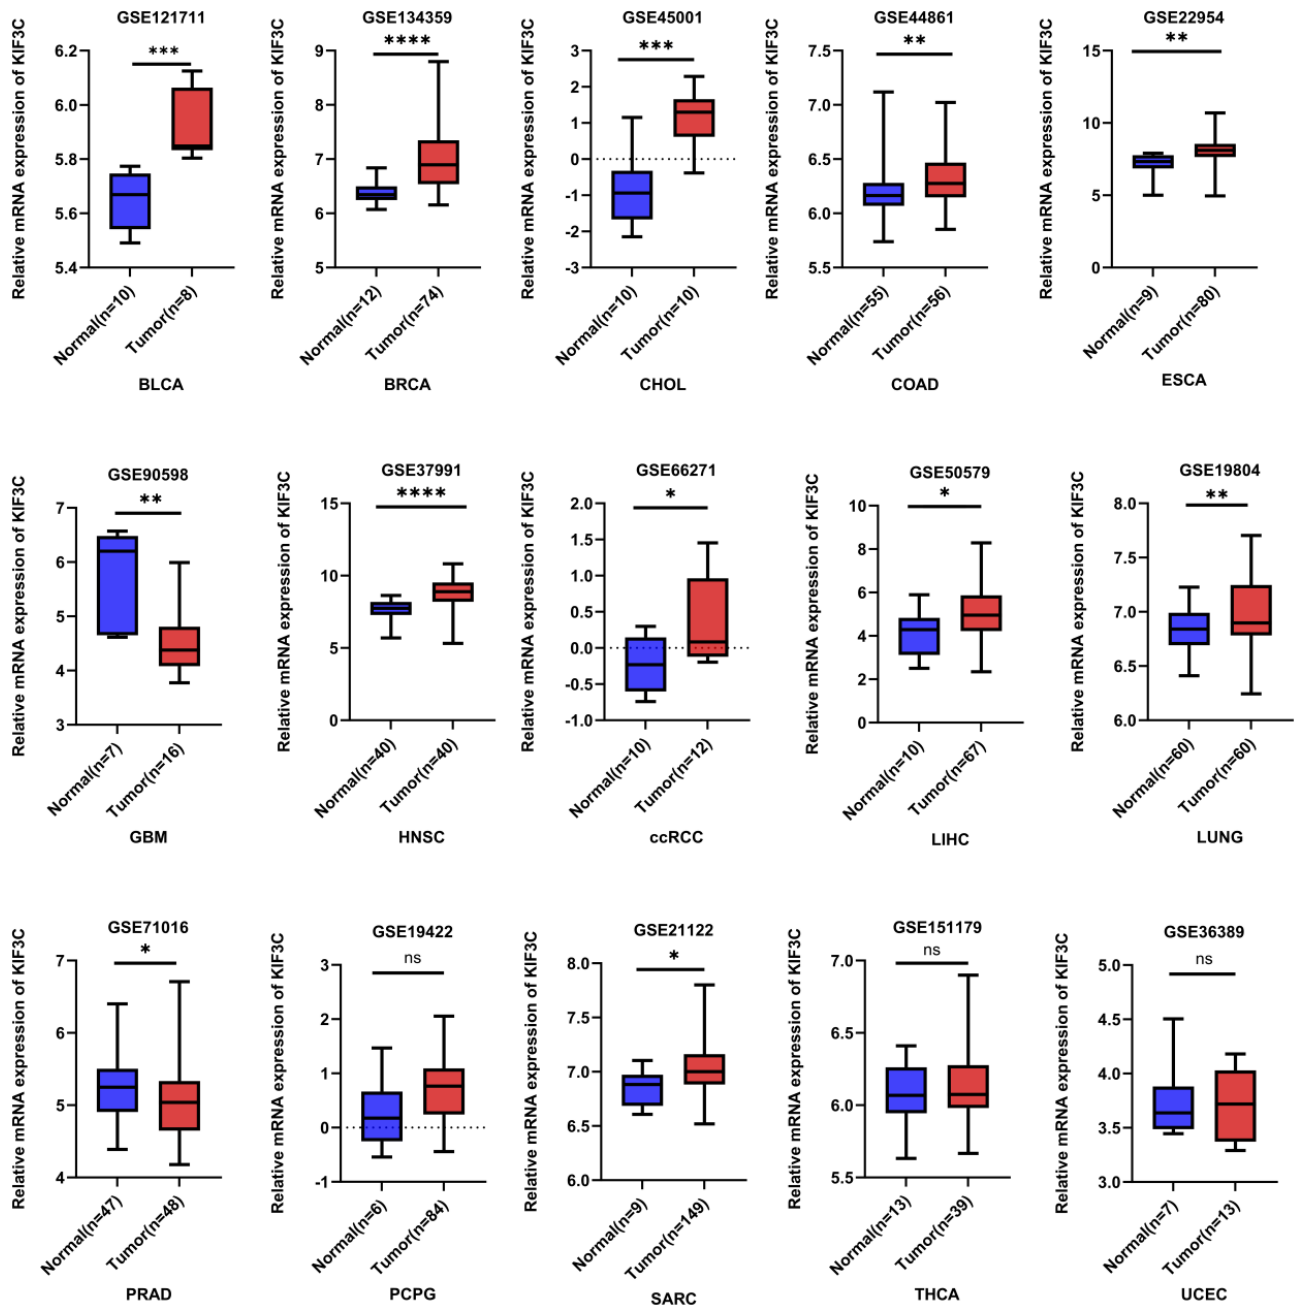 GSE121711
Relative mRNA expression of KIF3C
***
6.2
6.0
5.8
5.6
5.4
Normal(n=10)
Tumor(n=8)
BLCA
GSE134359
Relative mRNA expression of KIF3C
****
9
8
7
6
5
Normal(n=12)
Tumor(n=74)
BRCA
GSE45001
Relative mRNA expression of KIF3C
***
3
2
1
0
-1
-2
-3
Normal(n=10)
Tumor(n=10)
CHOL
GSE44861
Relative mRNA expression of KIF3C
**
7.5
7.0
6.5
6.0
5.5
Normal(n=55)
Tumor(n=56)
COAD
GSE22954
Relative mRNA expression of KIF3C
**
15
10
5
0
Normal(n=9)
Tumor(n=80)
ESCA
GSE90598
Relative mRNA expression of KIF3C
**
7
6
5
4
3
Normal(n=7)
Tumor(n=16)
GBM
GSE37991
Relative mRNA expression of KIF3C
****
15
10
5
0
Normal(n=40)
Tumor(n=40)
HNSC
GSE66271
Relative mRNA expression of KIF3C
*
2.0
1.5
1.0
0.5
0.0
-0.5
-1.0
Normal(n=10)
Tumor(n=12)
ccRCC
GSE50579
Relative mRNA expression of KIF3C
*
10
8
6
4
2
0
Normal(n=10)
Tumor(n=67)
LIHC
GSE19804
Relative mRNA expression of KIF3C
**
8.0
7.5
7.0
6.5
6.0
Normal(n=60)
Tumor(n=60)
LUNG
GSE71016
Relative mRNA expression of KIF3C
*
7
6
5
4
Normal(n=47)
Tumor(n=48)
PRAD
GSE19422
Relative mRNA expression of KIF3C
ns
3
2
1
0
-1
Normal(n=6)
Tumor(n=84)
PCPG
GSE21122
Relative mRNA expression of KIF3C
*
8.0
7.5
7.0
6.5
6.0
Normal(n=9)
Tumor(n=149)
SARC
GSE151179
Relative mRNA expression of KIF3C
ns
7.0
6.5
6.0
5.5
Normal(n=13)
Tumor(n=39)
THCA
GSE36389
Relative mRNA expression of KIF3C
ns
5.0
4.5
4.0
3.5
3.0
Normal(n=7)
Tumor(n=13)
UCEC